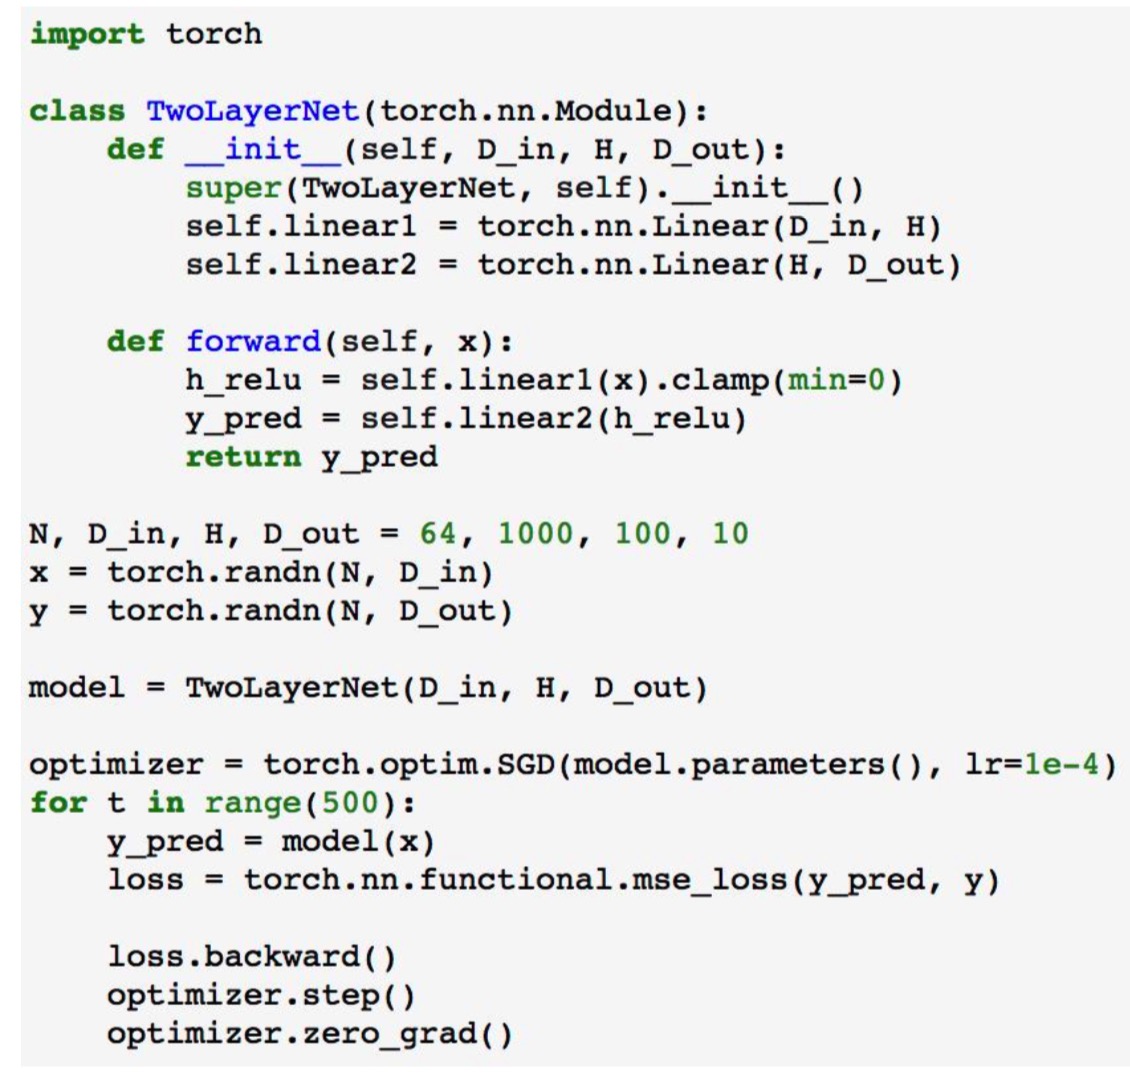 import torch

class TwoLayerNet(torch.nn.Module):
    def __init__(self, D_in, H, D_out):
        super(TwoLayerNet, self).__init__()
        self.linear1 = torch.nn.Linear(D_in, H)
        self.linear2 = torch.nn.Linear(H, D_out)

    def forward(self, x):
        h_relu = self.linear1(x).clamp(min=0)
        y_pred = self.linear2(h_relu)
        return y_pred

N, D_in, H, D_out = 64, 1000, 100, 10
x = torch.randn(N, D_in)
y = torch.randn(N, D_out)

model = TwoLayerNet(D_in, H, D_out)

optimizer = torch.optim.SGD(model.parameters(), lr=1e-4)
for t in range(500):
    y_pred = model(x)
    loss = torch.nn.functional.mse_loss(y_pred, y)

    loss.backward()
    optimizer.step()
    optimizer.zero_grad()